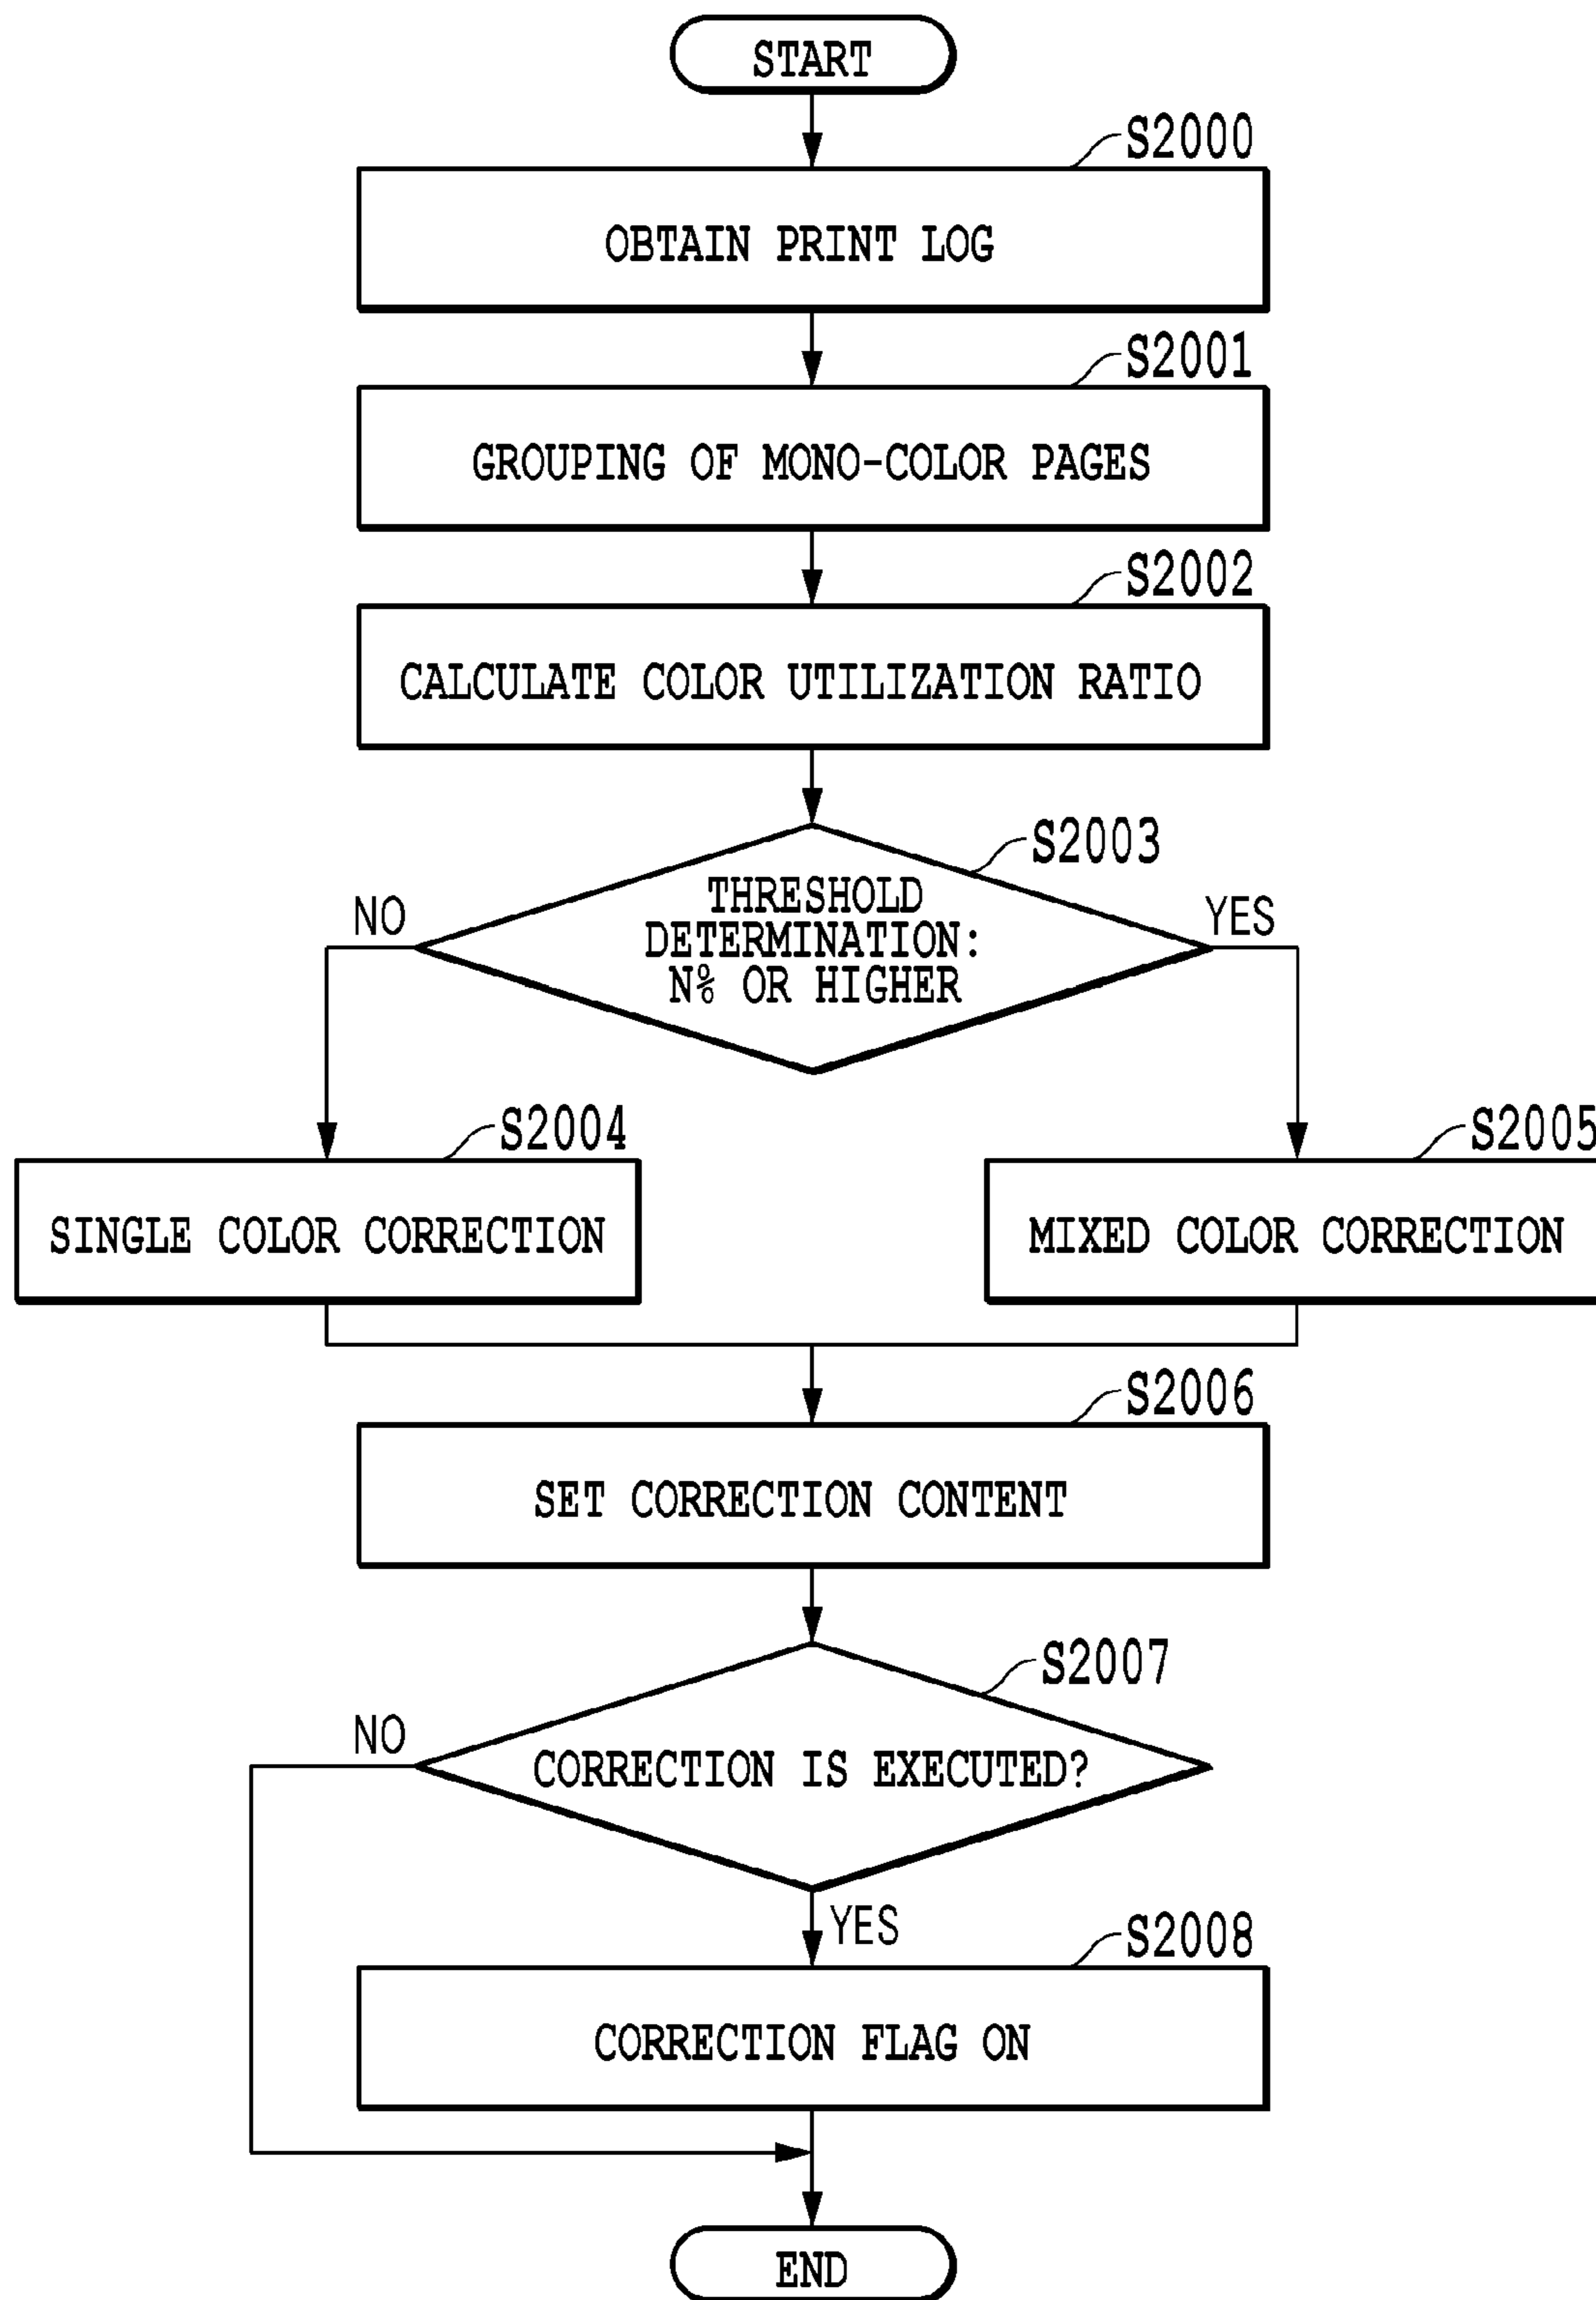 START
S2000
OBTAIN PRINT LOG
S2001
GROUPING OF MONO-COLOR PAGES
S2002
CALCULATE COLOR UTILIZATION RATIO
S2003
NO
THRESHOLD
DETERMINATION:
N% OR HIGHER
YES
S2004
SINGLE COLOR CORRECTION
S2005
MIXED COLOR CORRECTION
S2006
SET CORRECTION CONTENT
S2007
NO
CORRECTION IS EXECUTED?
YES
S2008
CORRECTION FLAG ON
END